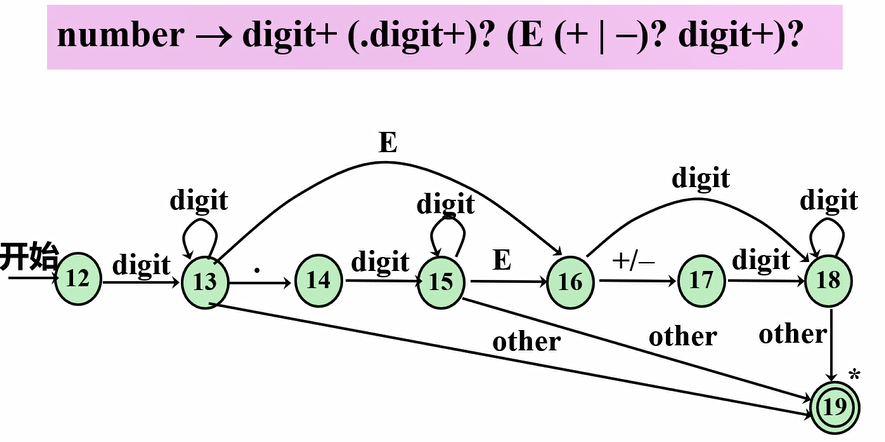 number → digit+ (.digit+)? (E (+ | −)? digit+)?
E
digit
digit
digit
digit
开始
12
digit
13
.
14
digit
15
E
16
+/−
17
digit
18
other
other
other
*
19